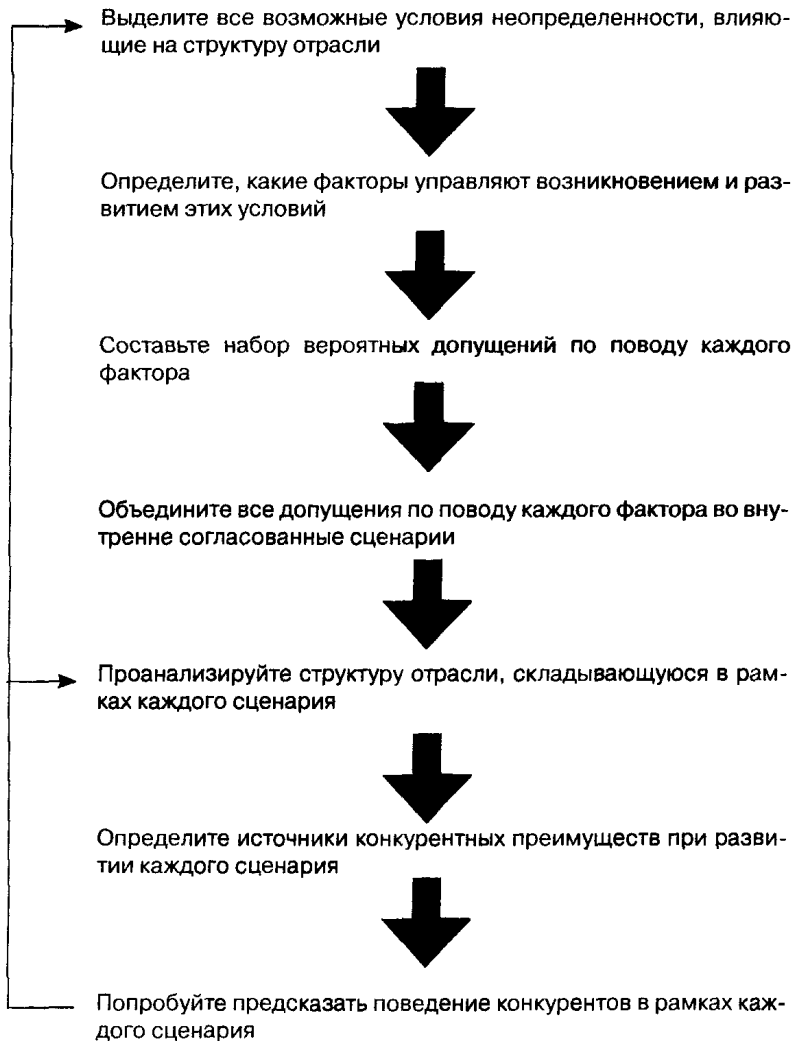 Выделите все возможные условия неопределенности, влияю-
щие на структуру отрасли
Определите, какие факторы управляют возникновением и раз-
витием этих условий
Составьте набор вероятных допущений по поводу каждого
фактора
Объедините все допущения по поводу каждого фактора во вну-
тренне согласованные сценарии
Проанализируйте структуру отрасли, складывающуюся в рам-
ках каждого сценария
Определите источники конкурентных преимуществ при разви-
тии каждого сценария
Попробуйте предсказать поведение конкурентов в рамках каж-
дого сценария